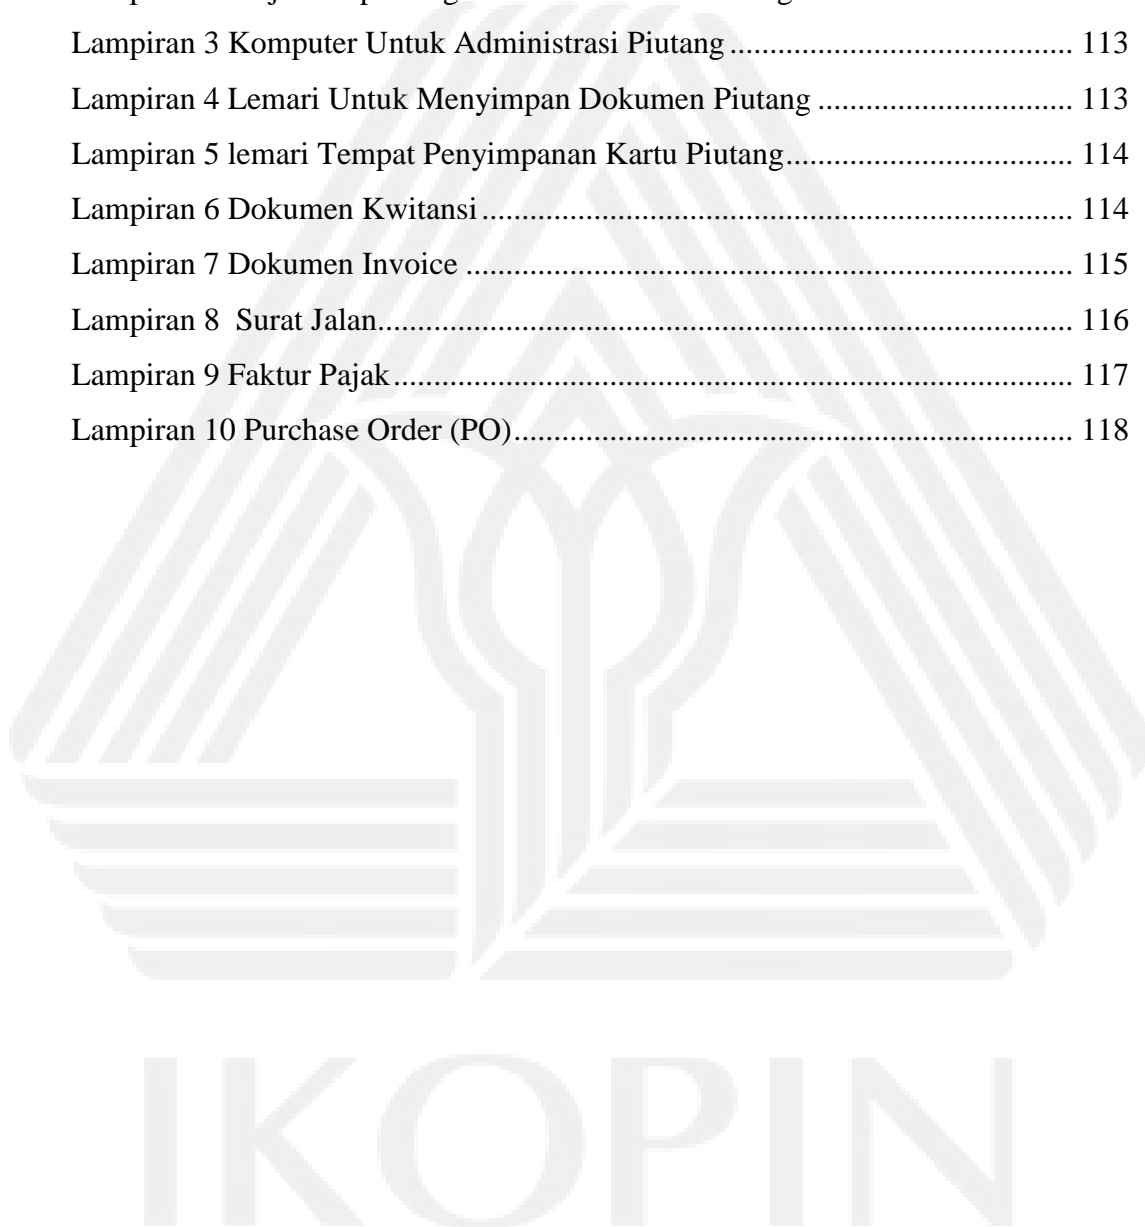 Lampiran 3 Komputer Untuk Administrasi Piutang ........................................... 113
Lampiran 4 Lemari Untuk Menyimpan Dokumen Piutang ................................ 113
Lampiran 5 lemari Tempat Penyimpanan Kartu Piutang.................................... 114
Lampiran 6 Dokumen Kwitansi .......................................................................... 114
Lampiran 7 Dokumen Invoice ............................................................................ 115
Lampiran 8  Surat Jalan....................................................................................... 116
Lampiran 9 Faktur Pajak ..................................................................................... 117
Lampiran 10 Purchase Order (PO)...................................................................... 118
IKOPIN